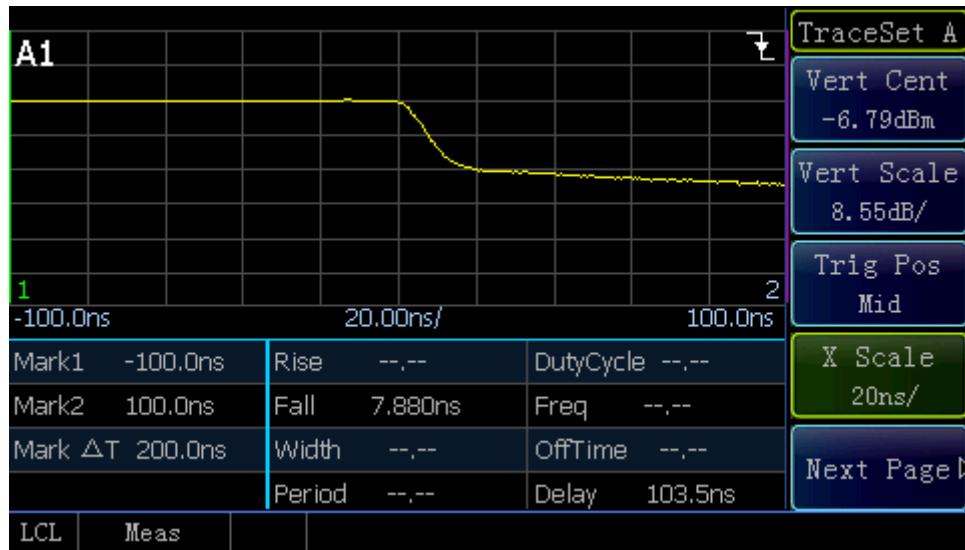 A1
1
2
-100.0ns 20.00ns/ 100.0ns
Mark1 -100.0ns Rise --.-- DutyCycle --.--
Mark2 100.0ns Fall 7.880ns Freq --.--
Mark △T 200.0ns Width --.-- OffTime --.--
Period --.-- Delay 103.5ns
LCL Meas
TraceSet A
Vert Cent
-6.79dBm
Vert Scale
8.55dB/
Trig Pos
Mid
X Scale
20ns/
Next Page